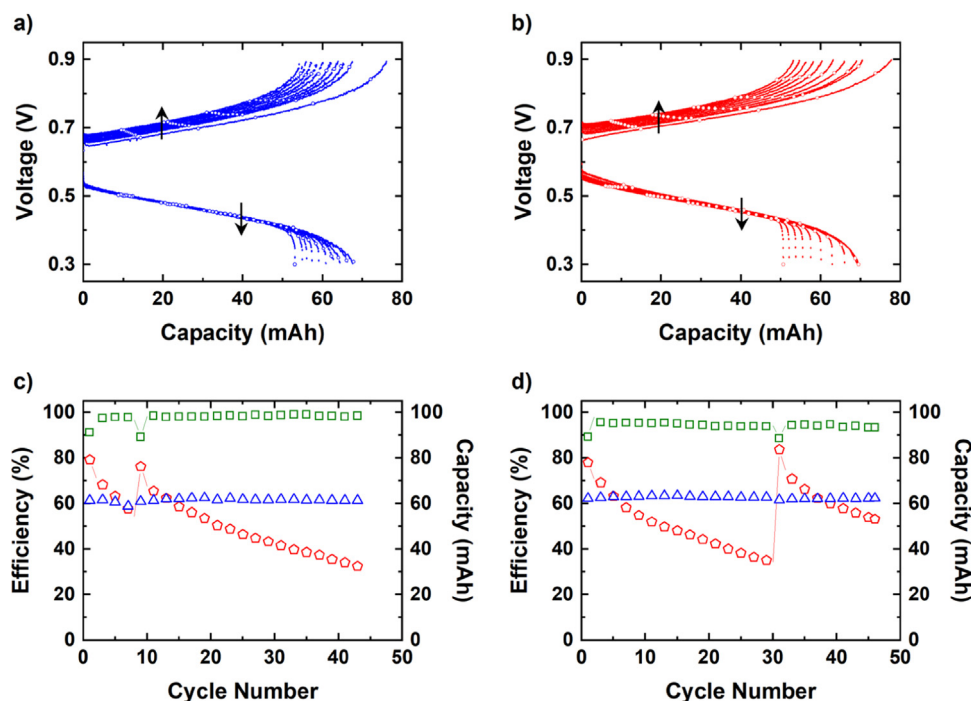 a)
b)
0.9
0.7
0.5
0.3
Voltage (V)
0 20 40 60 80
Capacity (mAh)
0.9
0.7
0.5
0.3
Voltage (V)
0 20 40 60 80
Capacity (mAh)
c)
d)
100
80
60
40
20
0
Efficiency (%)
100
80
60
40
20
0
Capacity (mAh)
0 10 20 30 40 50
Cycle Number
100
80
60
40
20
0
Efficiency (%)
100
80
60
40
20
0
Capacity (mAh)
0 10 20 30 40 50
Cycle Number